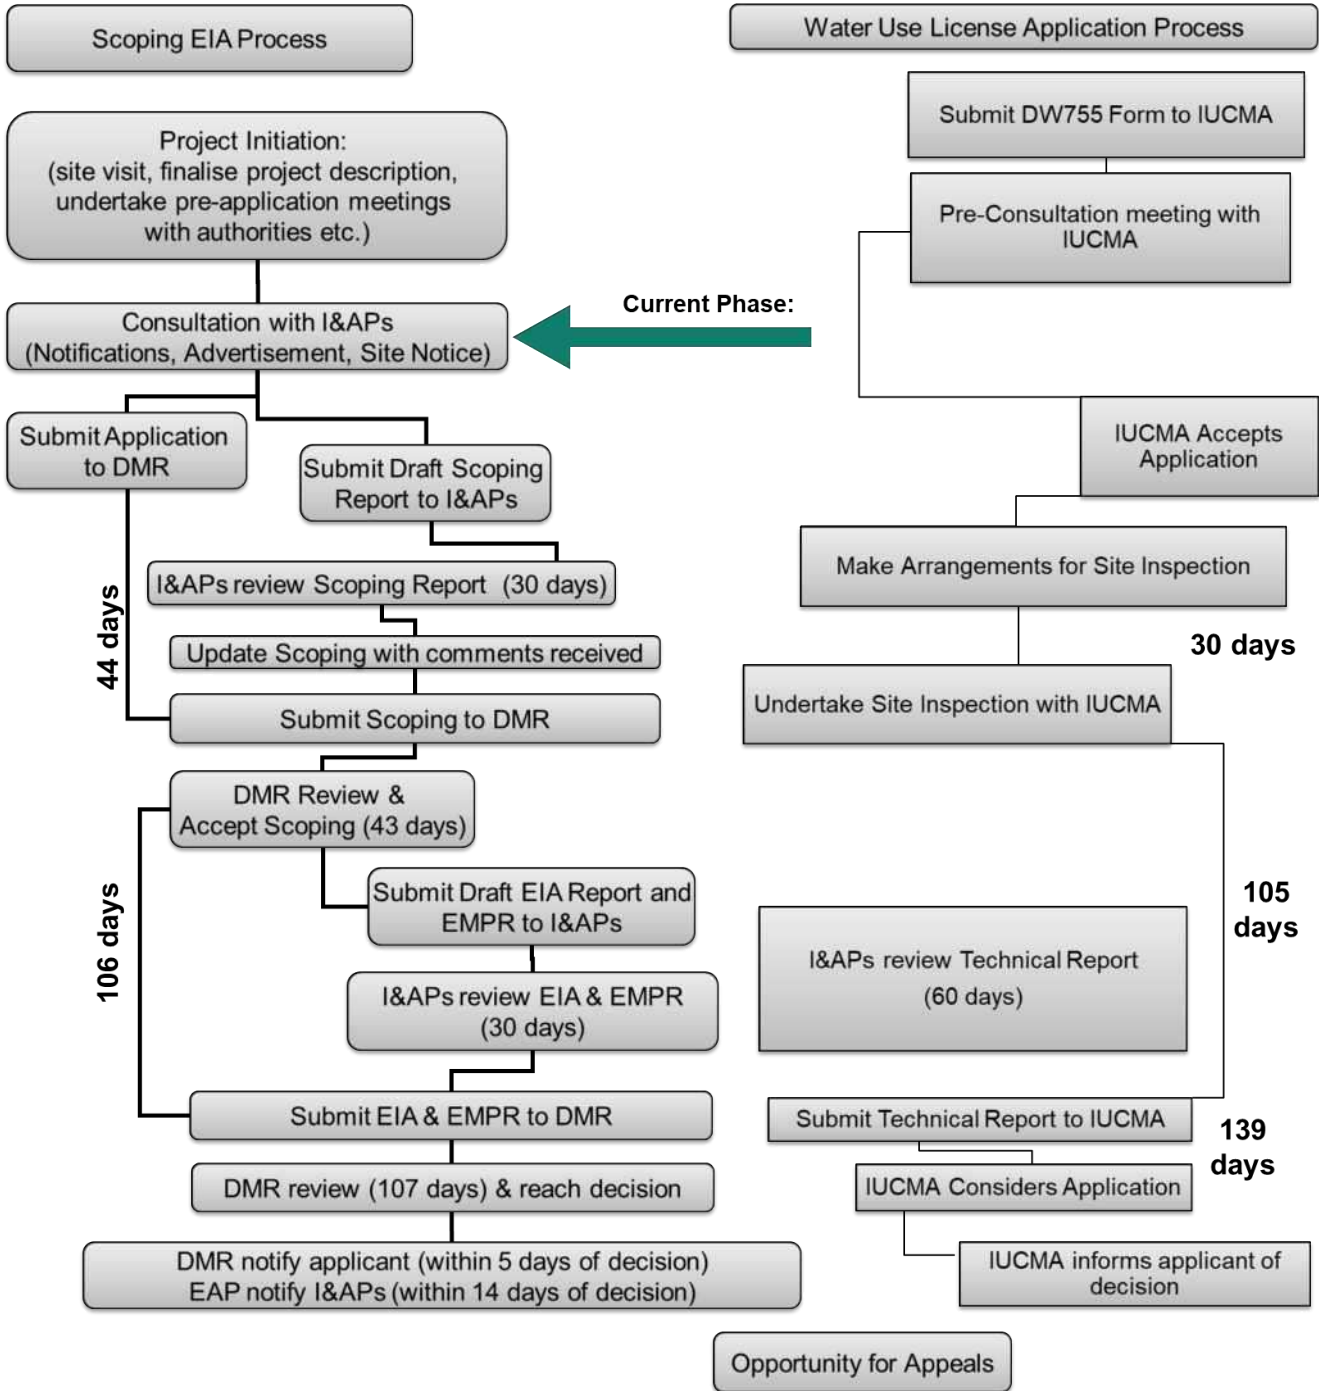 Scoping EIA Process
Project Initiation:
(site visit, finalise project description,
undertake pre-application meetings
with authorities etc.)
Consultation with I&APs
(Notifications, Advertisement, Site Notice)
Current Phase:
Submit Application
to DMR
Submit Draft Scoping
Report to I&APs
I&APs review Scoping Report (30 days)
Update Scoping with comments received
44 days
Submit Scoping to DMR
DMR Review &
Accept Scoping (43 days)
Submit Draft EIA Report and
EMPR to I&APs
106 days
I&APs review EIA & EMPR
(30 days)
Submit EIA & EMPR to DMR
DMR review (107 days) & reach decision
DMR notify applicant (within 5 days of decision)
EAP notify I&APs (within 14 days of decision)
Water Use License Application Process
Submit DW755 Form to IUCMA
Pre-Consultation meeting with
IUCMA
IUCMA Accepts
Application
Make Arrangements for Site Inspection
30 days
Undertake Site Inspection with IUCMA
105
days
I&APs review Technical Report
(60 days)
Submit Technical Report to IUCMA
139
days
IUCMA Considers Application
IUCMA informs applicant of
decision
Opportunity for Appeals